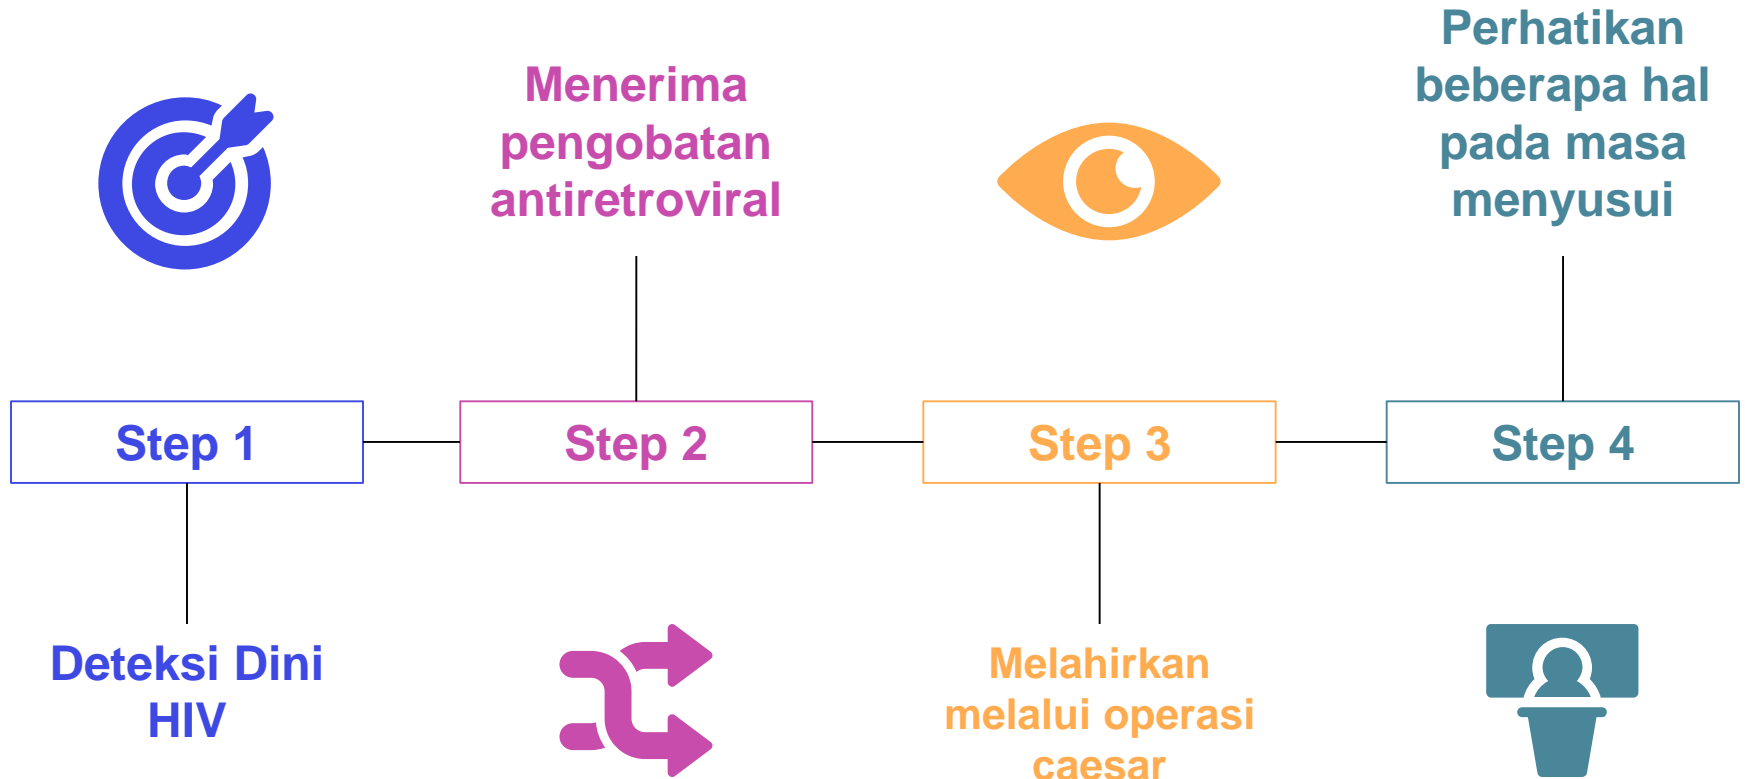 Menerima
pengobatan
antiretroviral
Perhatikan
beberapa hal
pada masa
menyusui
Step 1
Step 2
Step 3
Step 4
Deteksi Dini
HIV
Melahirkan
melalui operasi
caesar